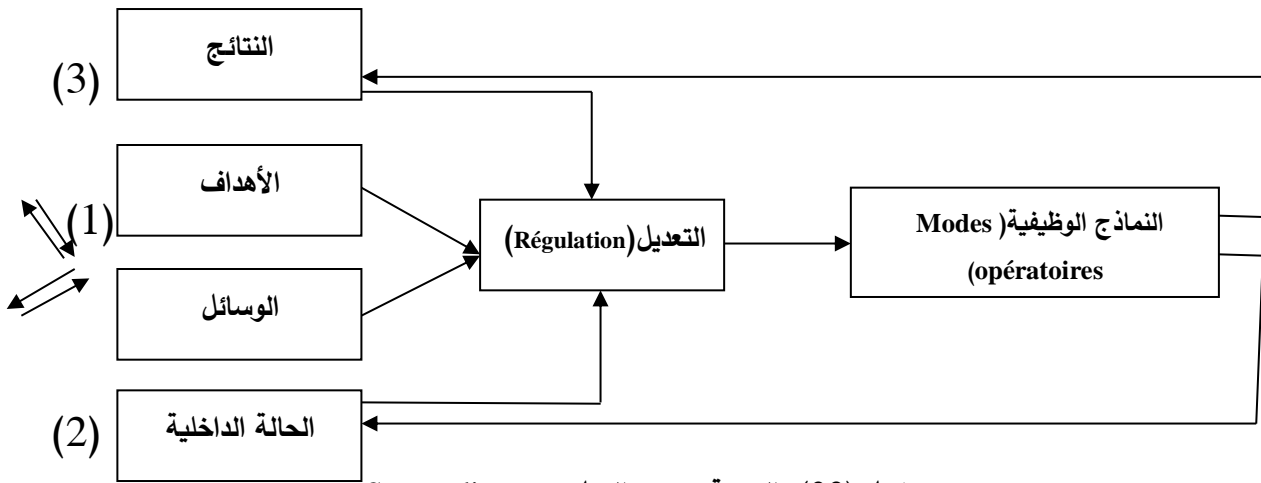 النتائج
(3)
الأهداف
(1)
التعديل(Régulation)
النماذج الوظيفية( Modes
opératoires)
الوسائل
الحالة الداخلية
(2)